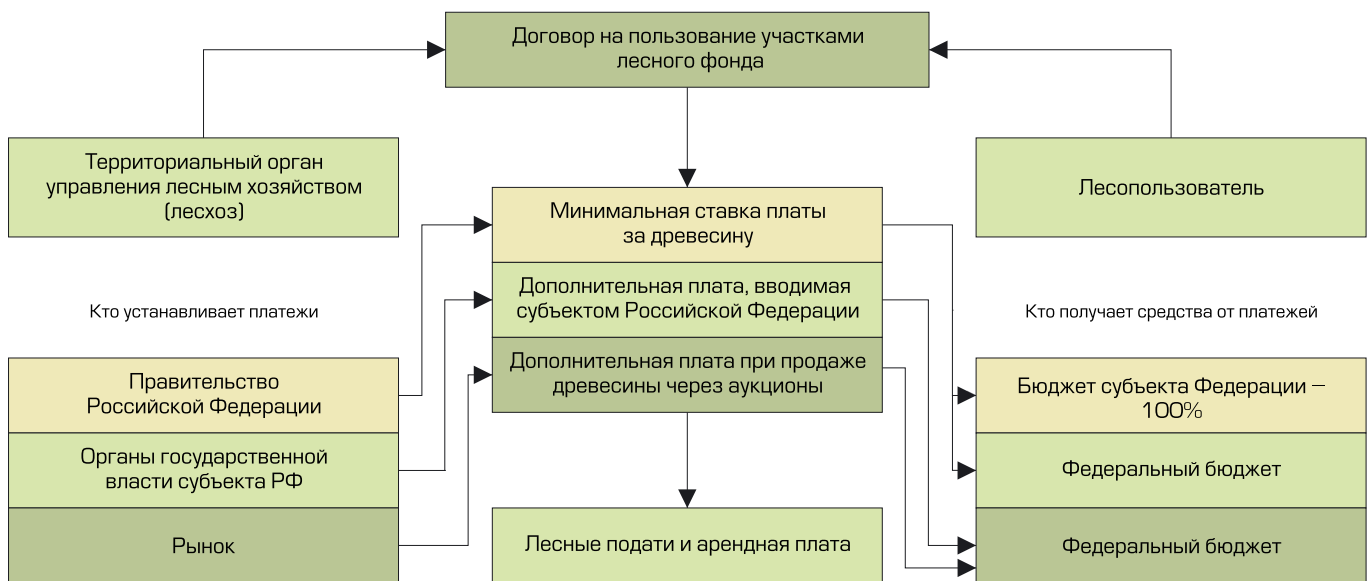 Договор на пользование участками
лесного фонда
Территориальный орган
управления лесным хозяйством
(лесхоз)
Лесопользователь
Минимальная ставка платы
за древесину
Дополнительная плата, вводимая
субъектом Российской Федерации
Дополнительная плата при продаже
древесины через аукционы
Кто устанавливает платежи
Кто получает средства от платежей
Правительство
Российской Федерации
Органы государственной
власти субъекта РФ
Рынок
Лесные подати и арендная плата
Бюджет субъекта Федерации –
100%
Федеральный бюджет
Федеральный бюджет